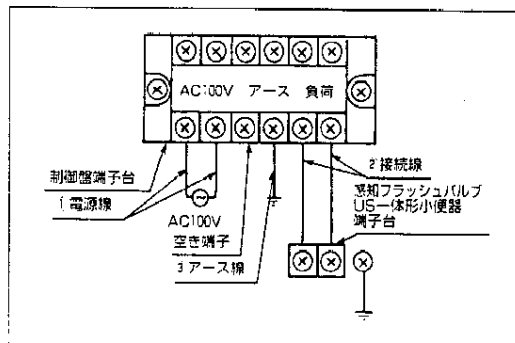 AC100V アース 負荷
制御盤端子台
1 電源線
AC100V
空き端子
3 アース線
2 接続線
感知フラッシュバルブ
US一体形小便器
端子台